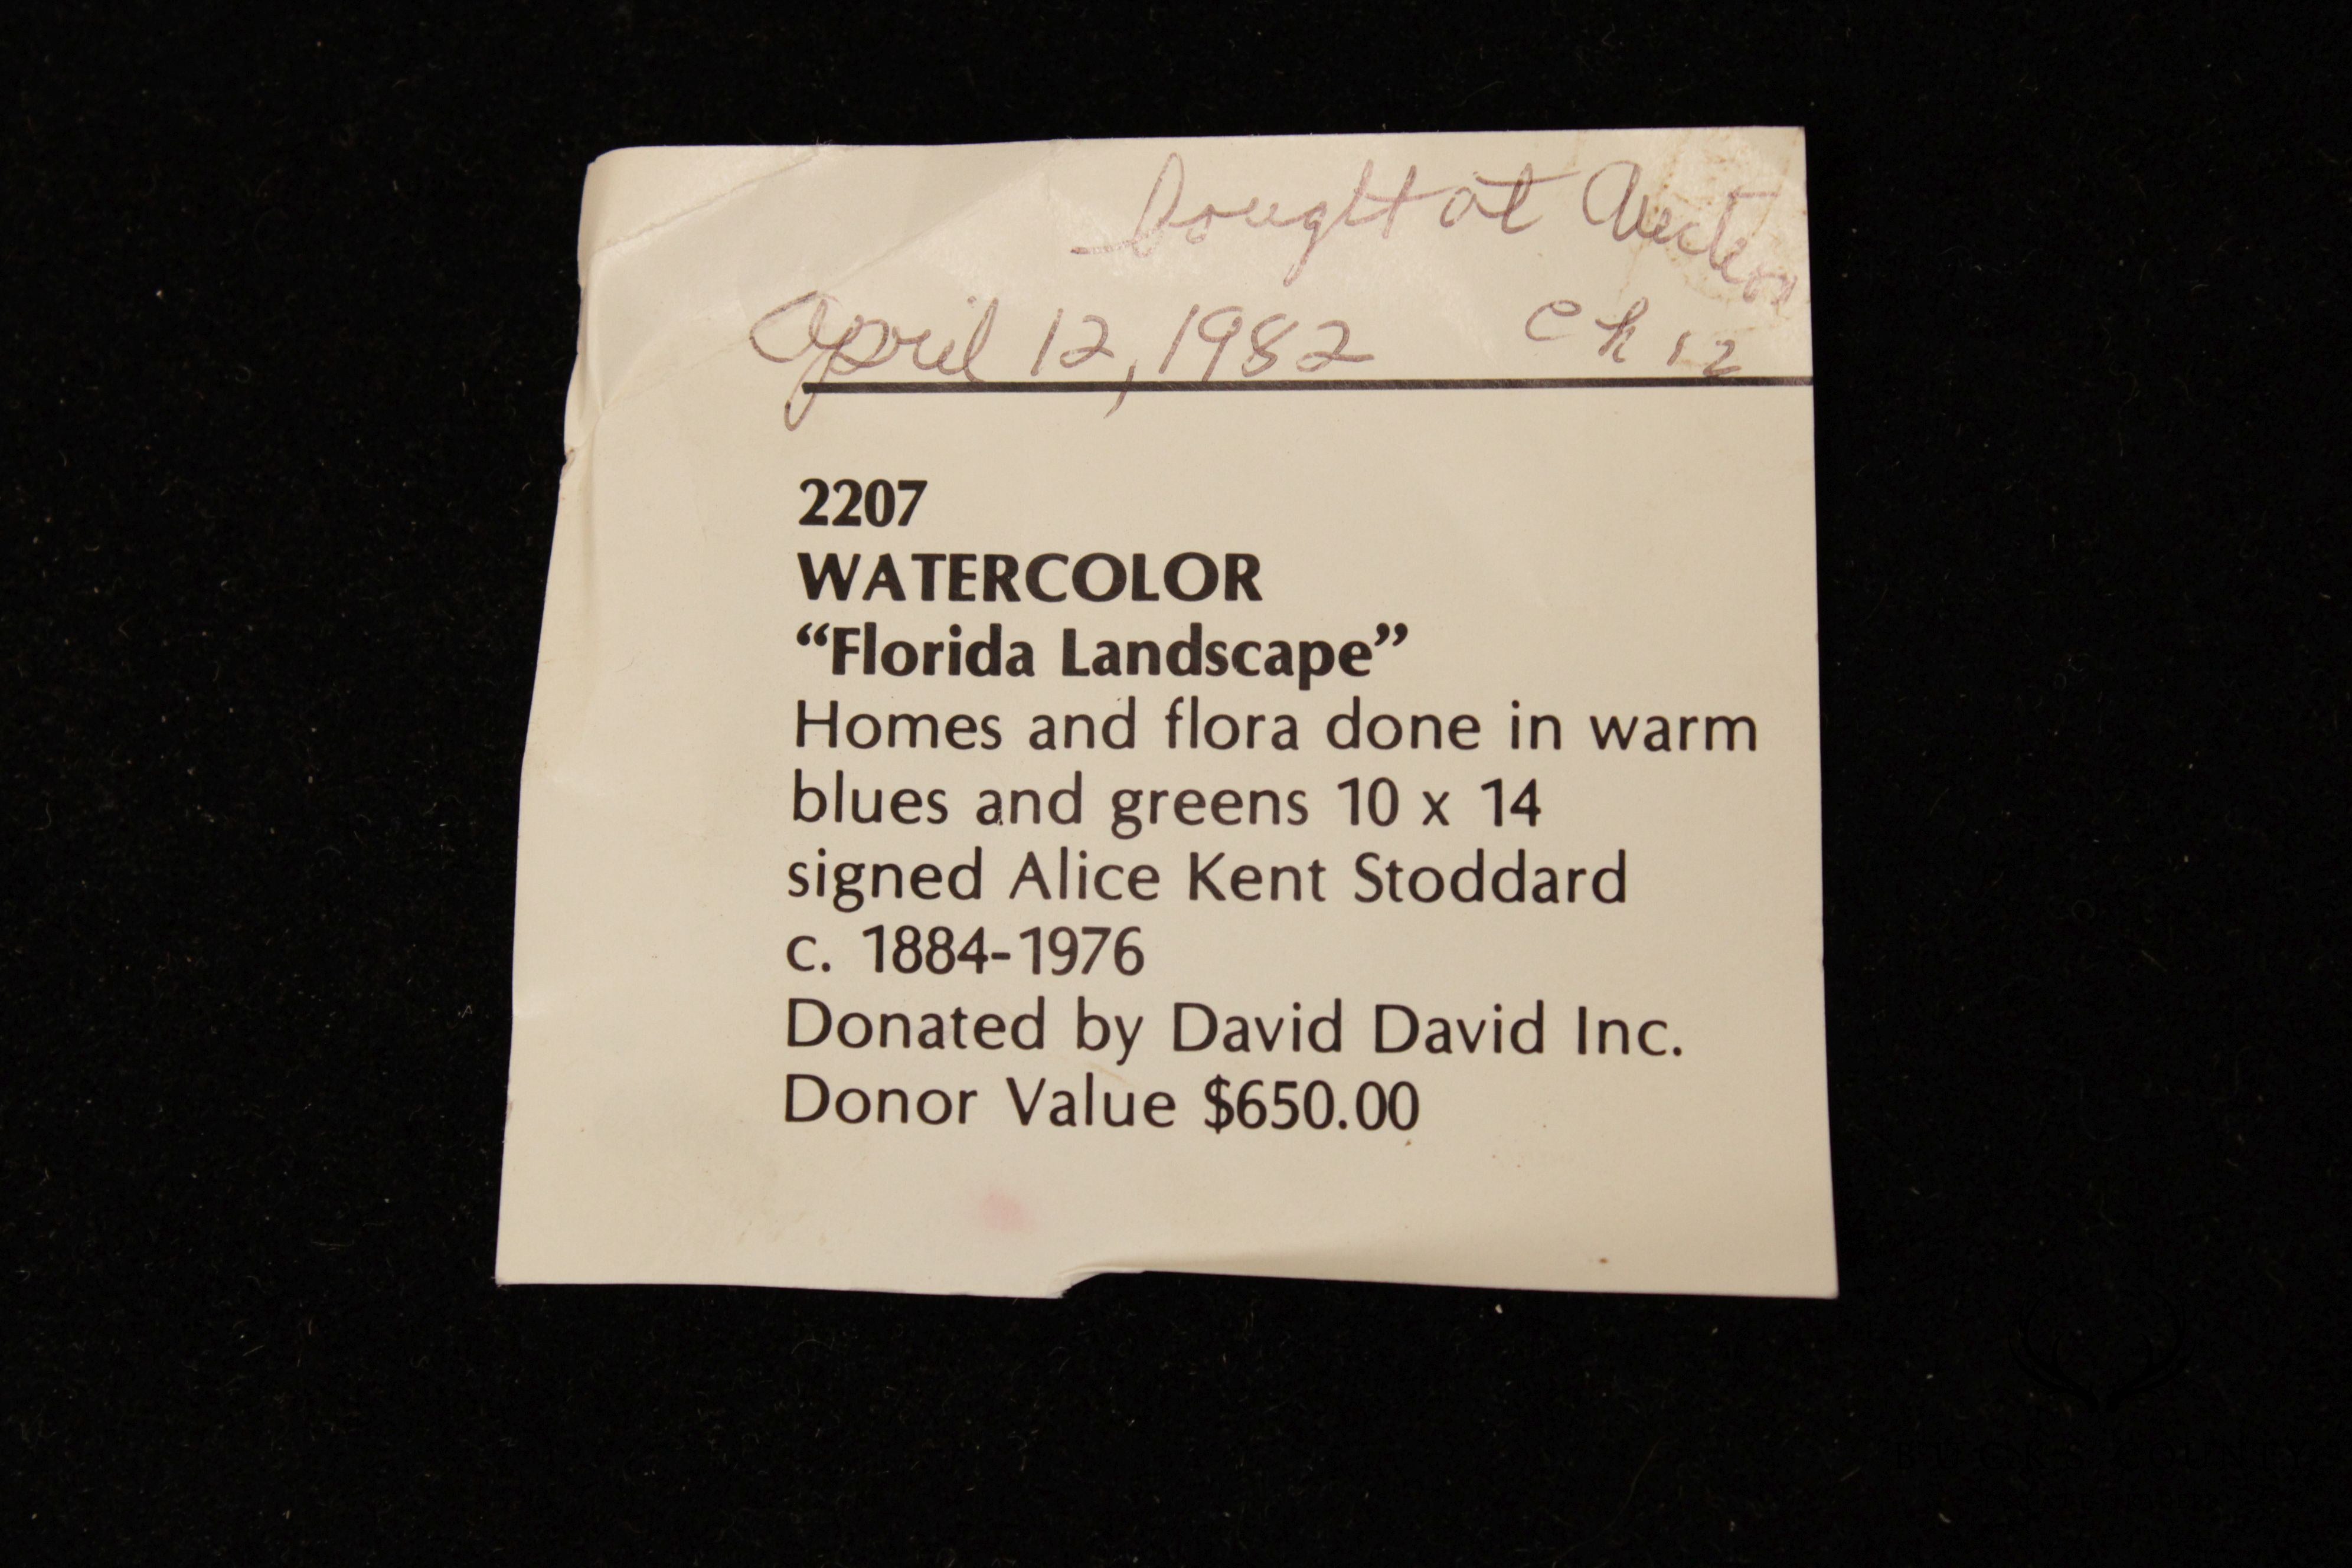 Bought at Auction
April 12, 1982 Ch 12
2207
WATERCOLOR
“Florida Landscape”
Homes and flora done in warm
blues and greens 10 x 14
signed Alice Kent Stoddard
c. 1884-1976
Donated by David David Inc.
Donor Value $650.00